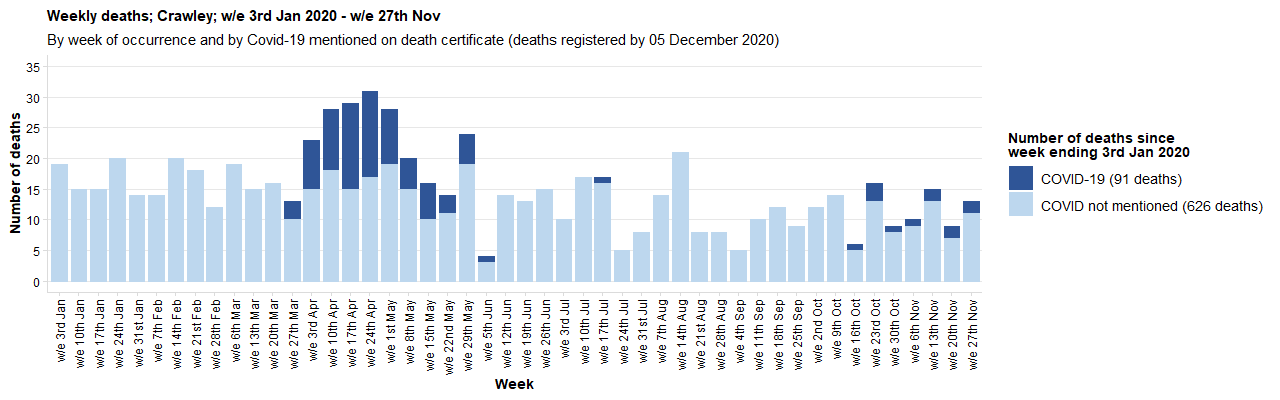 Weekly deaths; Crawley; w/e 3rd Jan 2020 - w/e 27th Nov
By week of occurrence and by Covid-19 mentioned on death certificate (deaths registered by 05 December 2020)
Number of deaths
35
30
25
20
15
10
5
0
w/e 3rd Jan
w/e 10th Jan
w/e 17th Jan
w/e 24th Jan
w/e 31st Jan
w/e 7th Feb
w/e 14th Feb
w/e 21st Feb
w/e 28th Feb
w/e 6th Mar
w/e 13th Mar
w/e 20th Mar
w/e 27th Mar
w/e 3rd Apr
w/e 10th Apr
w/e 17th Apr
w/e 24th Apr
w/e 1st May
w/e 8th May
w/e 15th May
w/e 22nd May
w/e 29th May
w/e 5th Jun
w/e 12th Jun
w/e 19th Jun
w/e 26th Jun
w/e 3rd Jul
w/e 10th Jul
w/e 17th Jul
w/e 24th Jul
w/e 31st Jul
w/e 7th Aug
w/e 14th Aug
w/e 21st Aug
w/e 28th Aug
w/e 4th Sep
w/e 11th Sep
w/e 18th Sep
w/e 25th Sep
w/e 2nd Oct
w/e 9th Oct
w/e 16th Oct
w/e 23rd Oct
w/e 30th Oct
w/e 6th Nov
w/e 13th Nov
w/e 20th Nov
w/e 27th Nov
Week
Number of deaths since
week ending 3rd Jan 2020
COVID-19 (91 deaths)
COVID not mentioned (626 deaths)